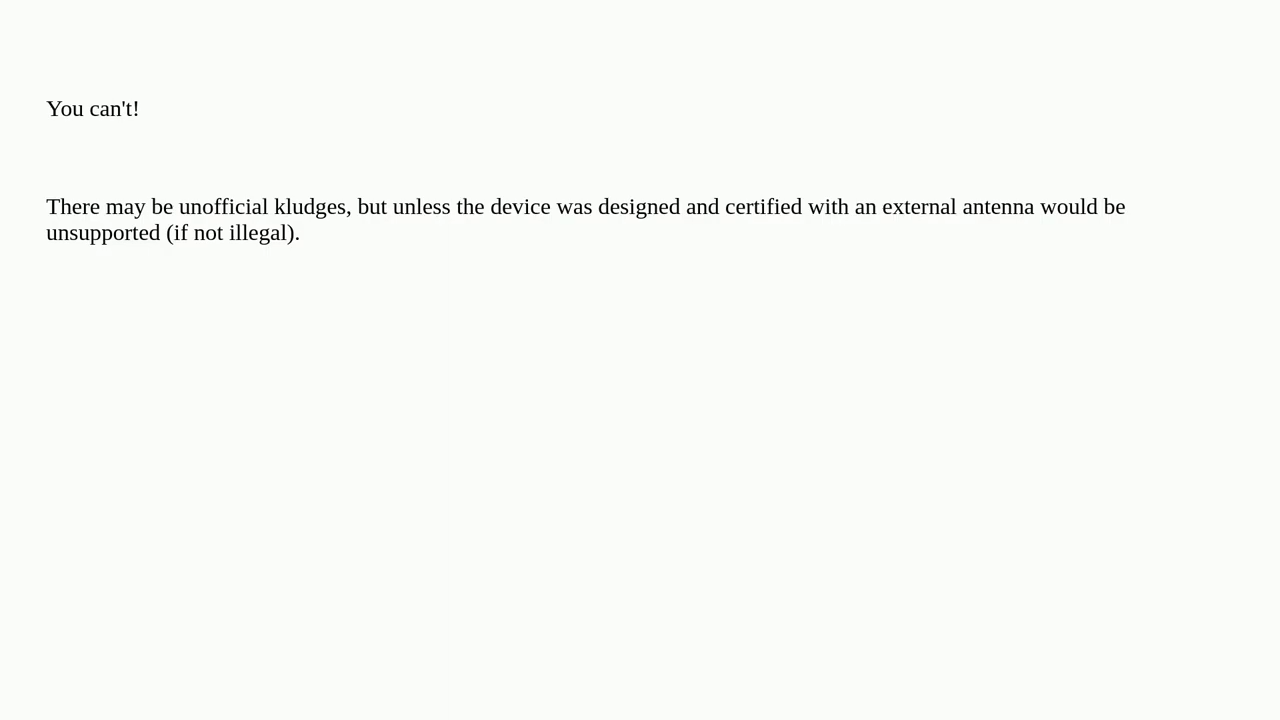 You can't!
There may be unofficial kludges, but unless the device was designed and certified with an external antenna would be
unsupported (if not illegal).